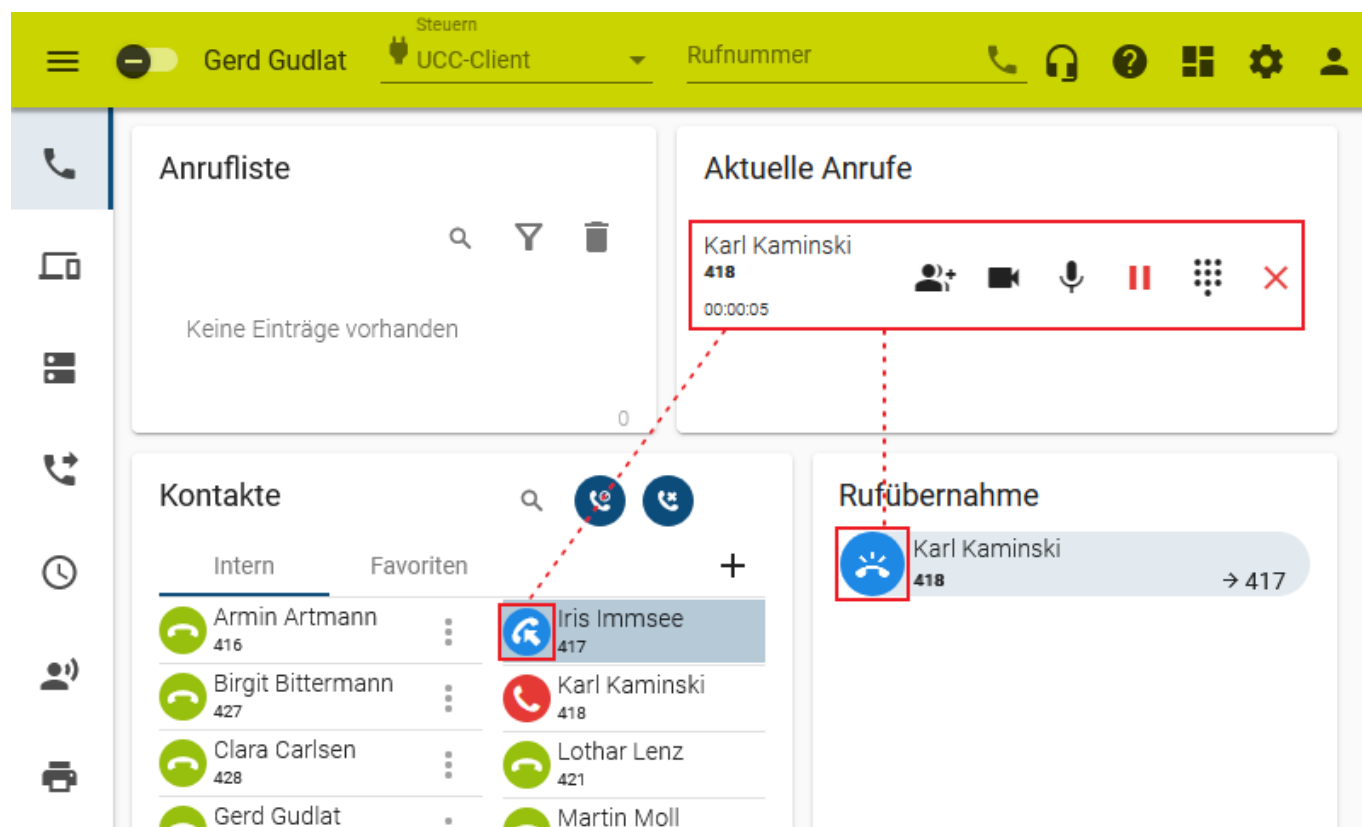 Steuern
Gerd Gudlat
UCC-Client
Rufnummer
Anrufliste
Keine Einträge vorhanden
0
Aktuelle Anrufe
Karl Kaminski
418
00:00:05
Kontakte
Intern
Favoriten
Armin Artmann
416
Birgit Bittermann
427
Clara Carlsen
428
Gerd Gudlat
Iris Immsee
417
Karl Kaminski
418
Lothar Lenz
421
Martin Moll
Rufübernahme
Karl Kaminski
418 → 417